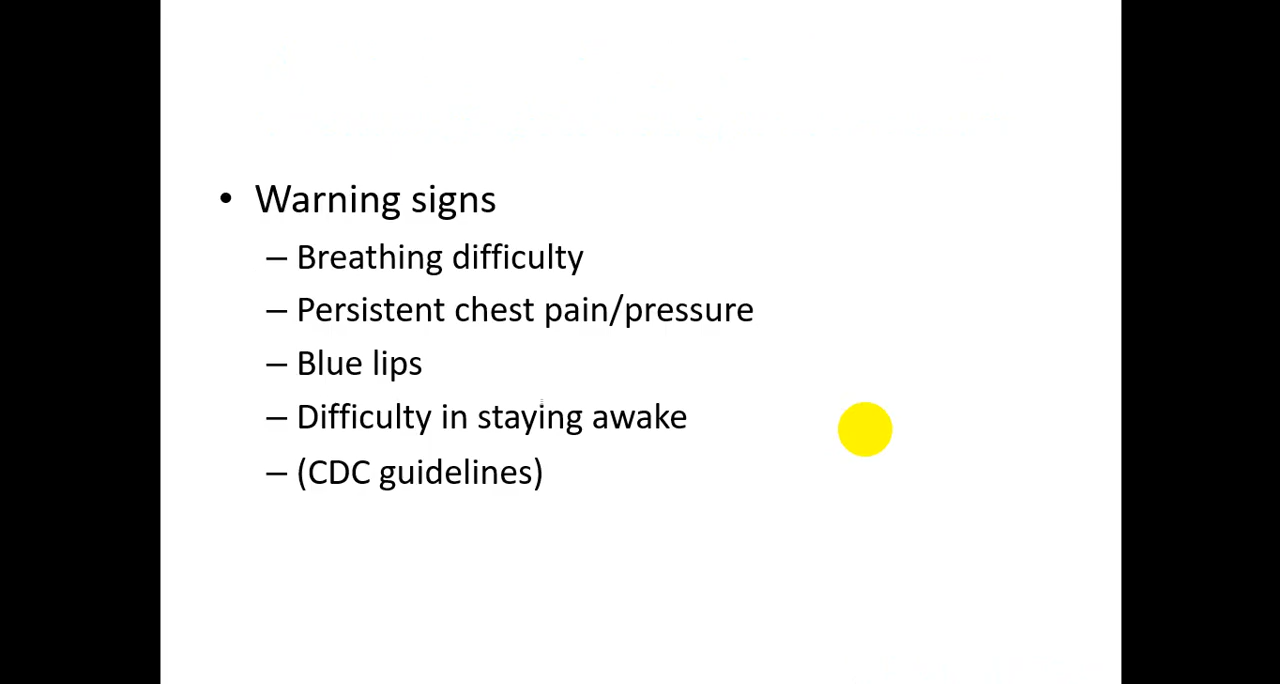 • Warning signs
– Breathing difficulty
– Persistent chest pain/pressure
– Blue lips
– Difficulty in staying awake
– (CDC guidelines)